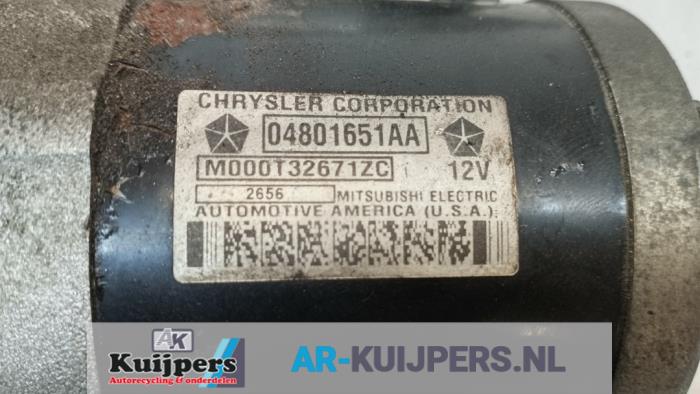 CHRYSLER CORPORATION
04801651AA
M000T32671ZC 12V
2656 MITSUBISHI ELECTRIC
AUTOMOTIVE AMERICA (U.S.A.)
AK
Kuijpers
Autorecycling & onderdelen
AR-KUIJPERS.NL